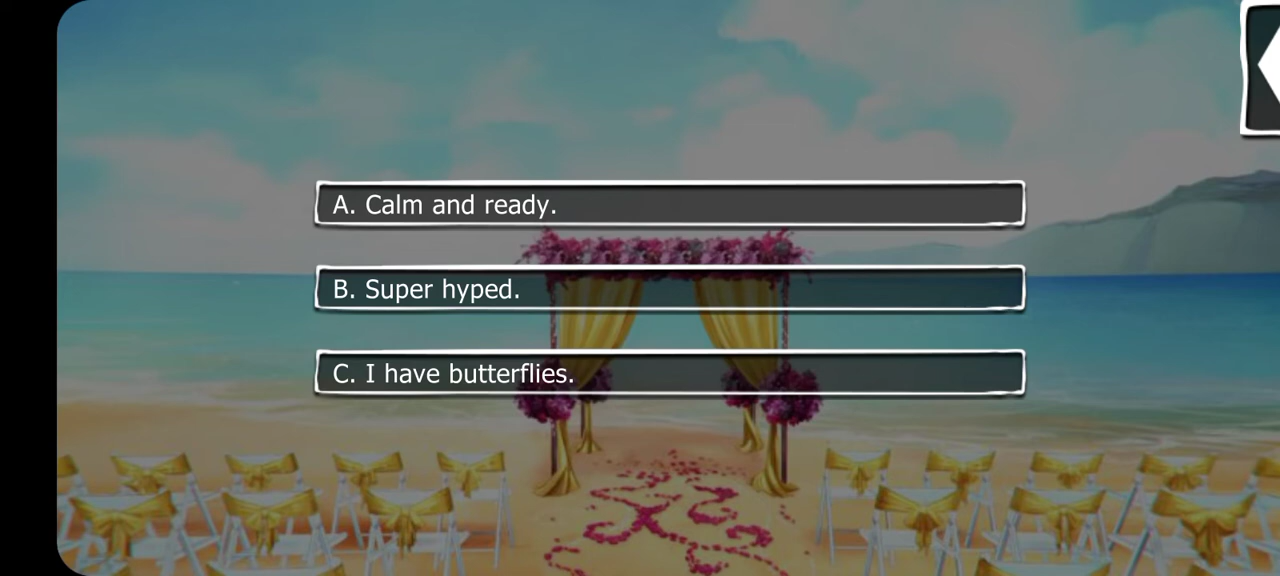 A. Calm and ready.
B. Super hyped.
C. I have butterflies.